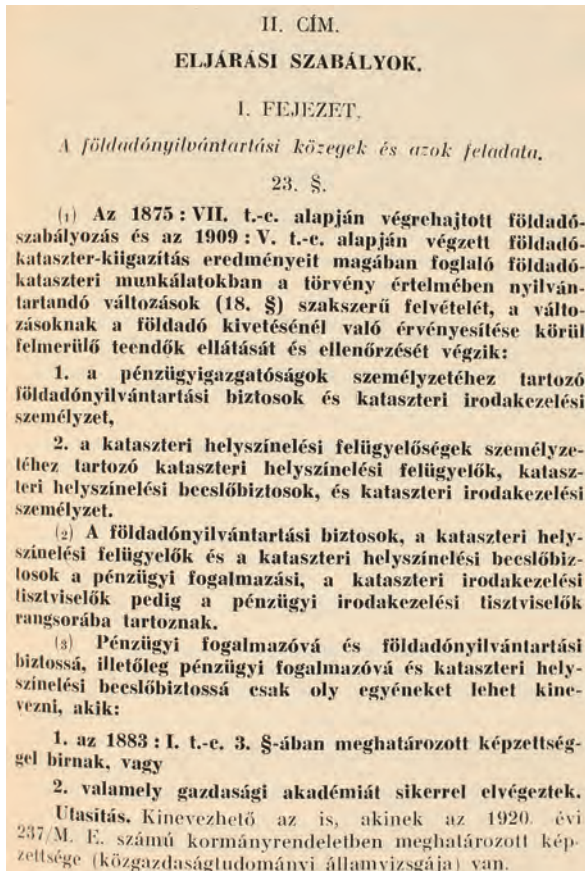 II. CÍM.
ELJÁRÁSI SZABÁLYOK.
I. FEJEZET.
A földadónyilvántartási közegek és azok feladata.
23. §.
(1) Az 1875 : VII. t.-c. alapján végrehajtott földadó-
szabályozás és az 1909 : V. t.-c. alapján végzett földadó-
kataszter-kiigazítás eredményeit magában foglaló földadó-
kataszteri munkálatokban a törvény értelmében nyilván-
tartandó változások (18. §) szakszerű felvételét, a válto-
zásoknak a földadó kivetésénél való érvényesítése körül
felmerülő teendők ellátását és ellenőrzését végzik:
1. a pénzügyigazgatóságok személyzetéhez tartozó
földadónyilvántartási biztosok és kataszteri irodakezelési
személyzet,
2. a kataszteri helyszínelési felügyelőségek személyze-
téhez tartozó kataszteri helyszínelési felügyelők, katasz-
teri helyszínelési becslőbiztosok, és kataszteri irodakezelési
személyzet.
(2) A földadónyilvántartási biztosok, a kataszteri hely-
színelési felügyelők és a kataszteri helyszínelési becslőbiz-
tosok a pénzügyi fogalmazási, a kataszteri irodakezelési
tisztviselők pedig a pénzügyi irodakezelési tisztviselők
rangsorába tartoznak.
(3) Pénzügyi fogalmazóvá és földadónyilvántartási
biztossá, illetőleg pénzügyi fogalmazóvá és kataszteri hely-
színelési becslőbiztossá csak oly egyéneket lehet kine-
vezni, akik:
1. az 1883 : I. t.-c. 3. §-ában meghatározott képzettség-
gel birnak, vagy
2. valamely gazdasági akadémiát sikerrel elvégeztek.
Utasítás. Kinevezhető az is, akinek az 1920. évi
237/M. E. számú kormányrendeletben meghatározott kép-
zettsége (közgazdaságtudományi államvizsgája) van.